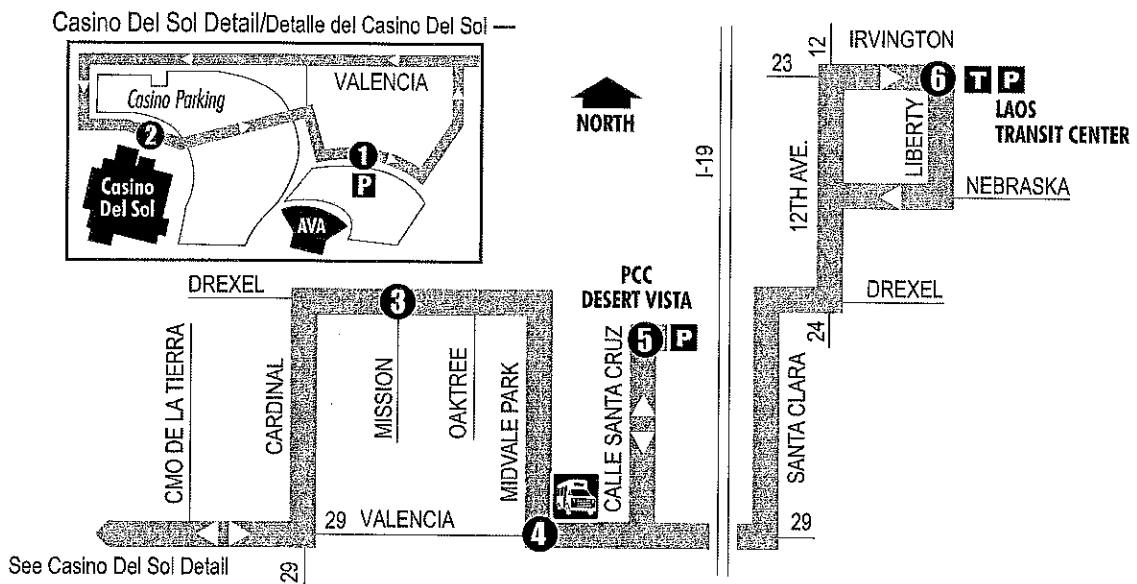 Casino Del Sol Detail/Detalle del Casino Del Sol
VALENCIA
Casino Parking
2
1
P
Casino
Del Sol
AVA
NORTH
I-19
12
IRVINGTON
23
6 T P
LAOS
TRANSIT CENTER
LIBERTY
12TH AVE.
NEBRASKA
DREXEL
3
PCC
DESERT VISTA
5 P
DREXEL
24
CMO DE LA TIERRA
CARDINAL
MISSION
OAKTREE
MIDVALE PARK
CALLE SANTA CRUZ
SANTA CLARA
29 VALENCIA
4
29
See Casino Del Sol Detail
29